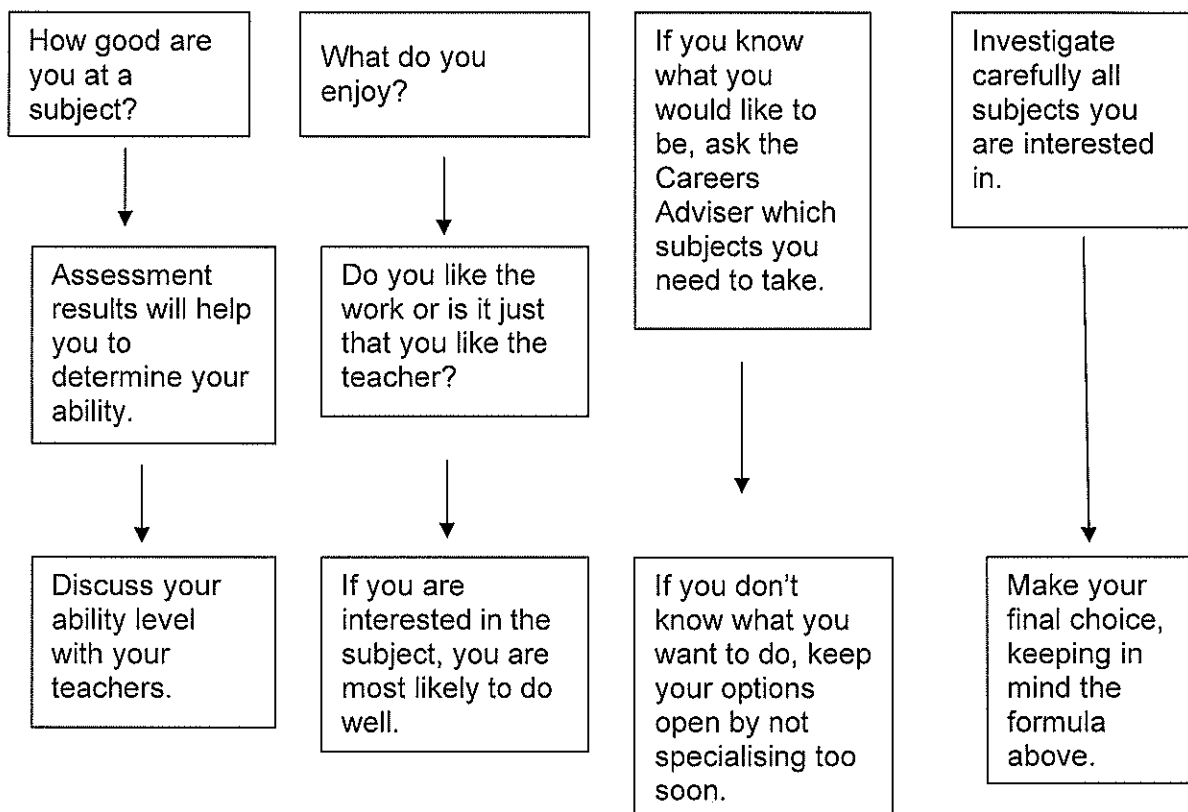 How good are
you at a
subject?
Assessment
results will help
you to
determine your
ability.
Discuss your
ability level
with your
teachers.
What do you
enjoy?
Do you like the
work or is it just
that you like the
teacher?
If you are
interested in the
subject, you are
most likely to do
well.
If you know
what you
would like to
be, ask the
Careers
Adviser which
subjects you
need to take.
If you don't
know what you
want to do, keep
your options
open by not
specialising too
soon.
Investigate
carefully all
subjects you
are interested
in.
Make your
final choice,
keeping in
mind the
formula
above.